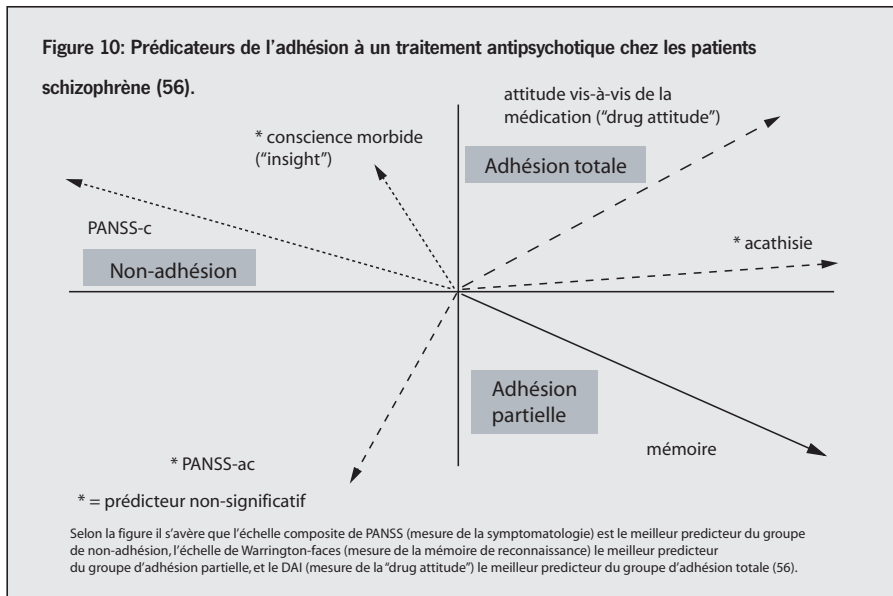 Figure 10: Prédicateurs de l'adhésion à un traitement antipsychotique chez les patients
schizophrène (56).
attitude vis-à-vis de la
médication ("drug attitude")
* conscience morbide
("insight")
Adhésion totale
PANSS-c
* acathisie
Non-adhésion
Adhésion
partielle
mémoire
* PANSS-ac
* = prédicteur non-significatif
Selon la figure il s'avère que l'échelle composite de PANSS (mesure de la symptomatologie) est le meilleur predicteur du groupe
de non-adhésion, l'échelle de Warrington-faces (mesure de la mémoire de reconnaissance) le meilleur predicteur
du groupe d'adhésion partielle, et le DAI (mesure de la "drug attitude") le meilleur predicteur du groupe d'adhésion totale (56).